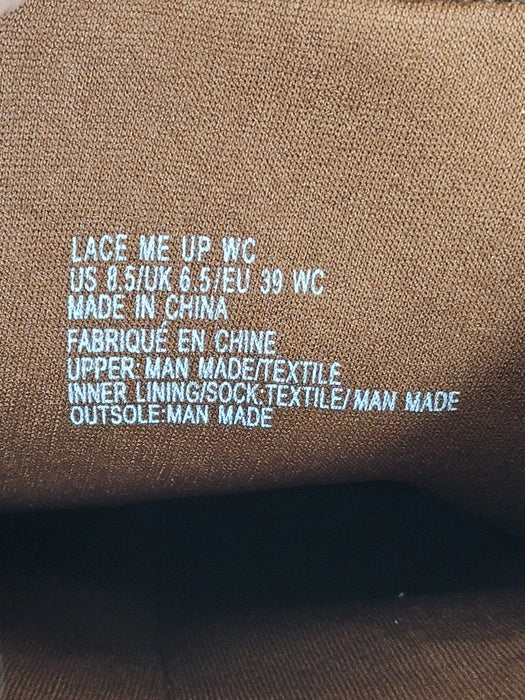 LACE ME UP WC
US 8.5/UK 6.5/EU 39 WC
MADE IN CHINA
FABRIQUÉ EN CHINE
UPPER: MAN MADE/TEXTILE
INNER LINING/SOCK:TEXTILE/ MAN MADE
OUTSOLE:MAN MADE